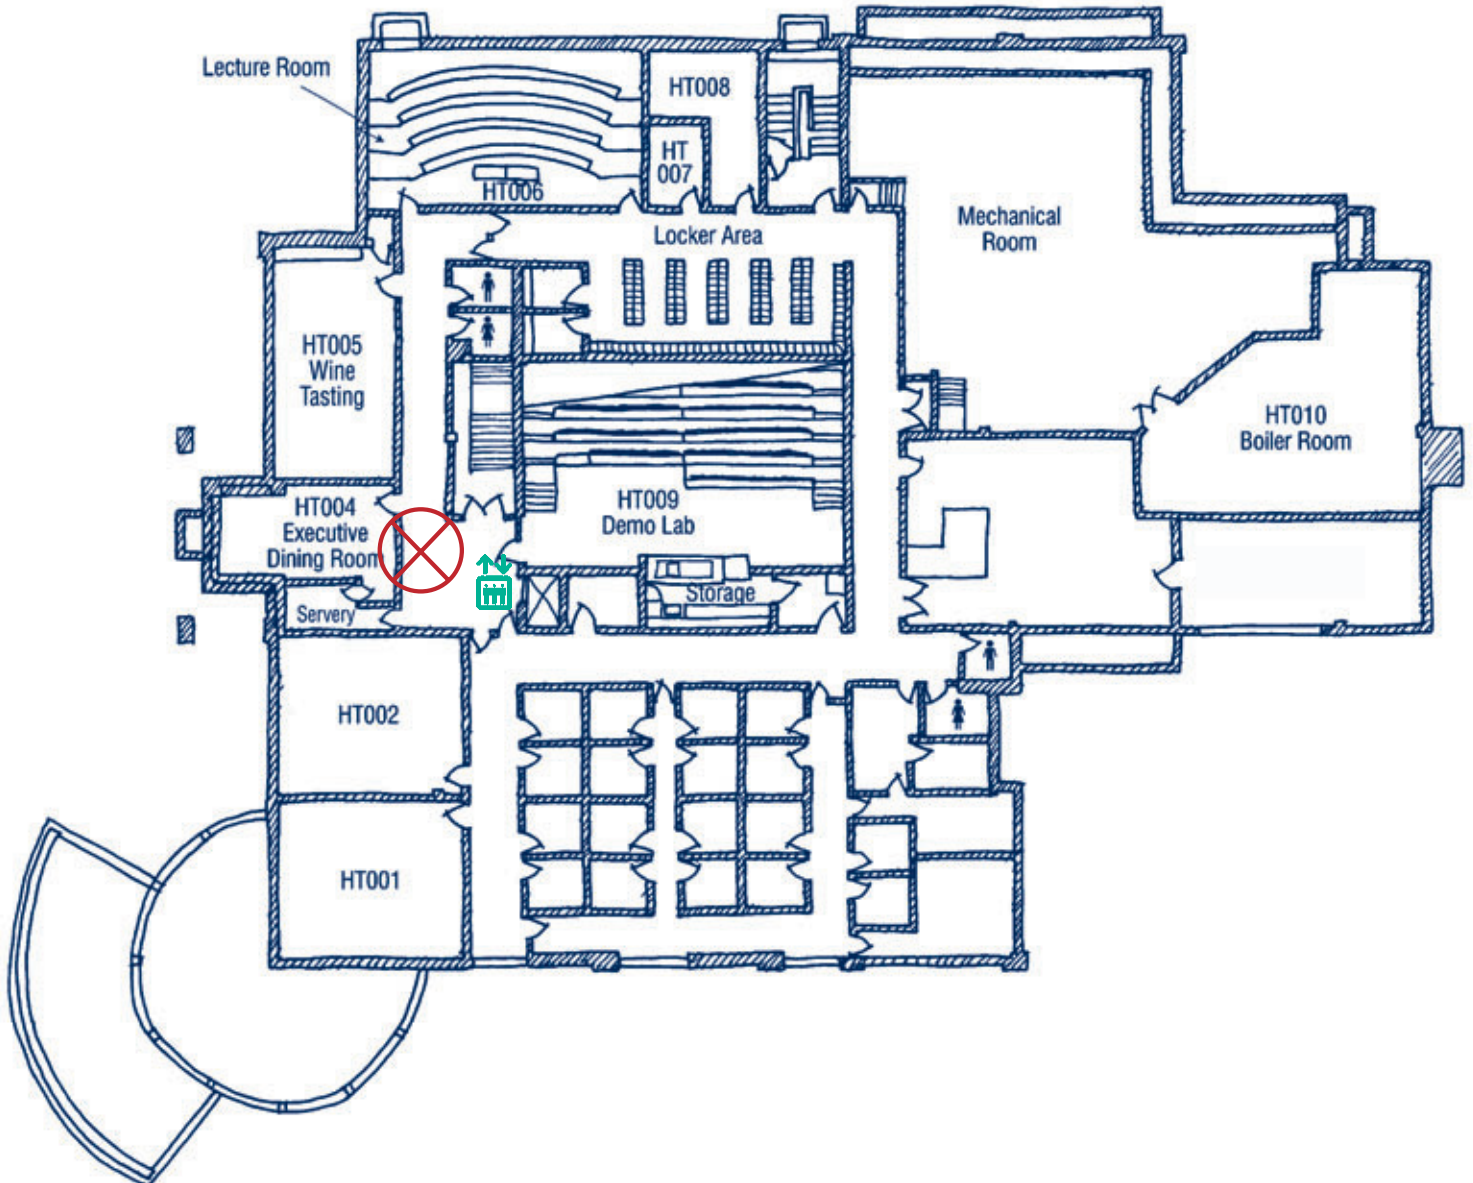 Lecture Room
HT008
HT
007
HT006
Locker Area
Mechanical
Room
HT005
Wine
Tasting
HT010
Boiler Room
HT004
Executive
Dining Room
HT009
Demo Lab
Storage
Servery
HT002
HT001